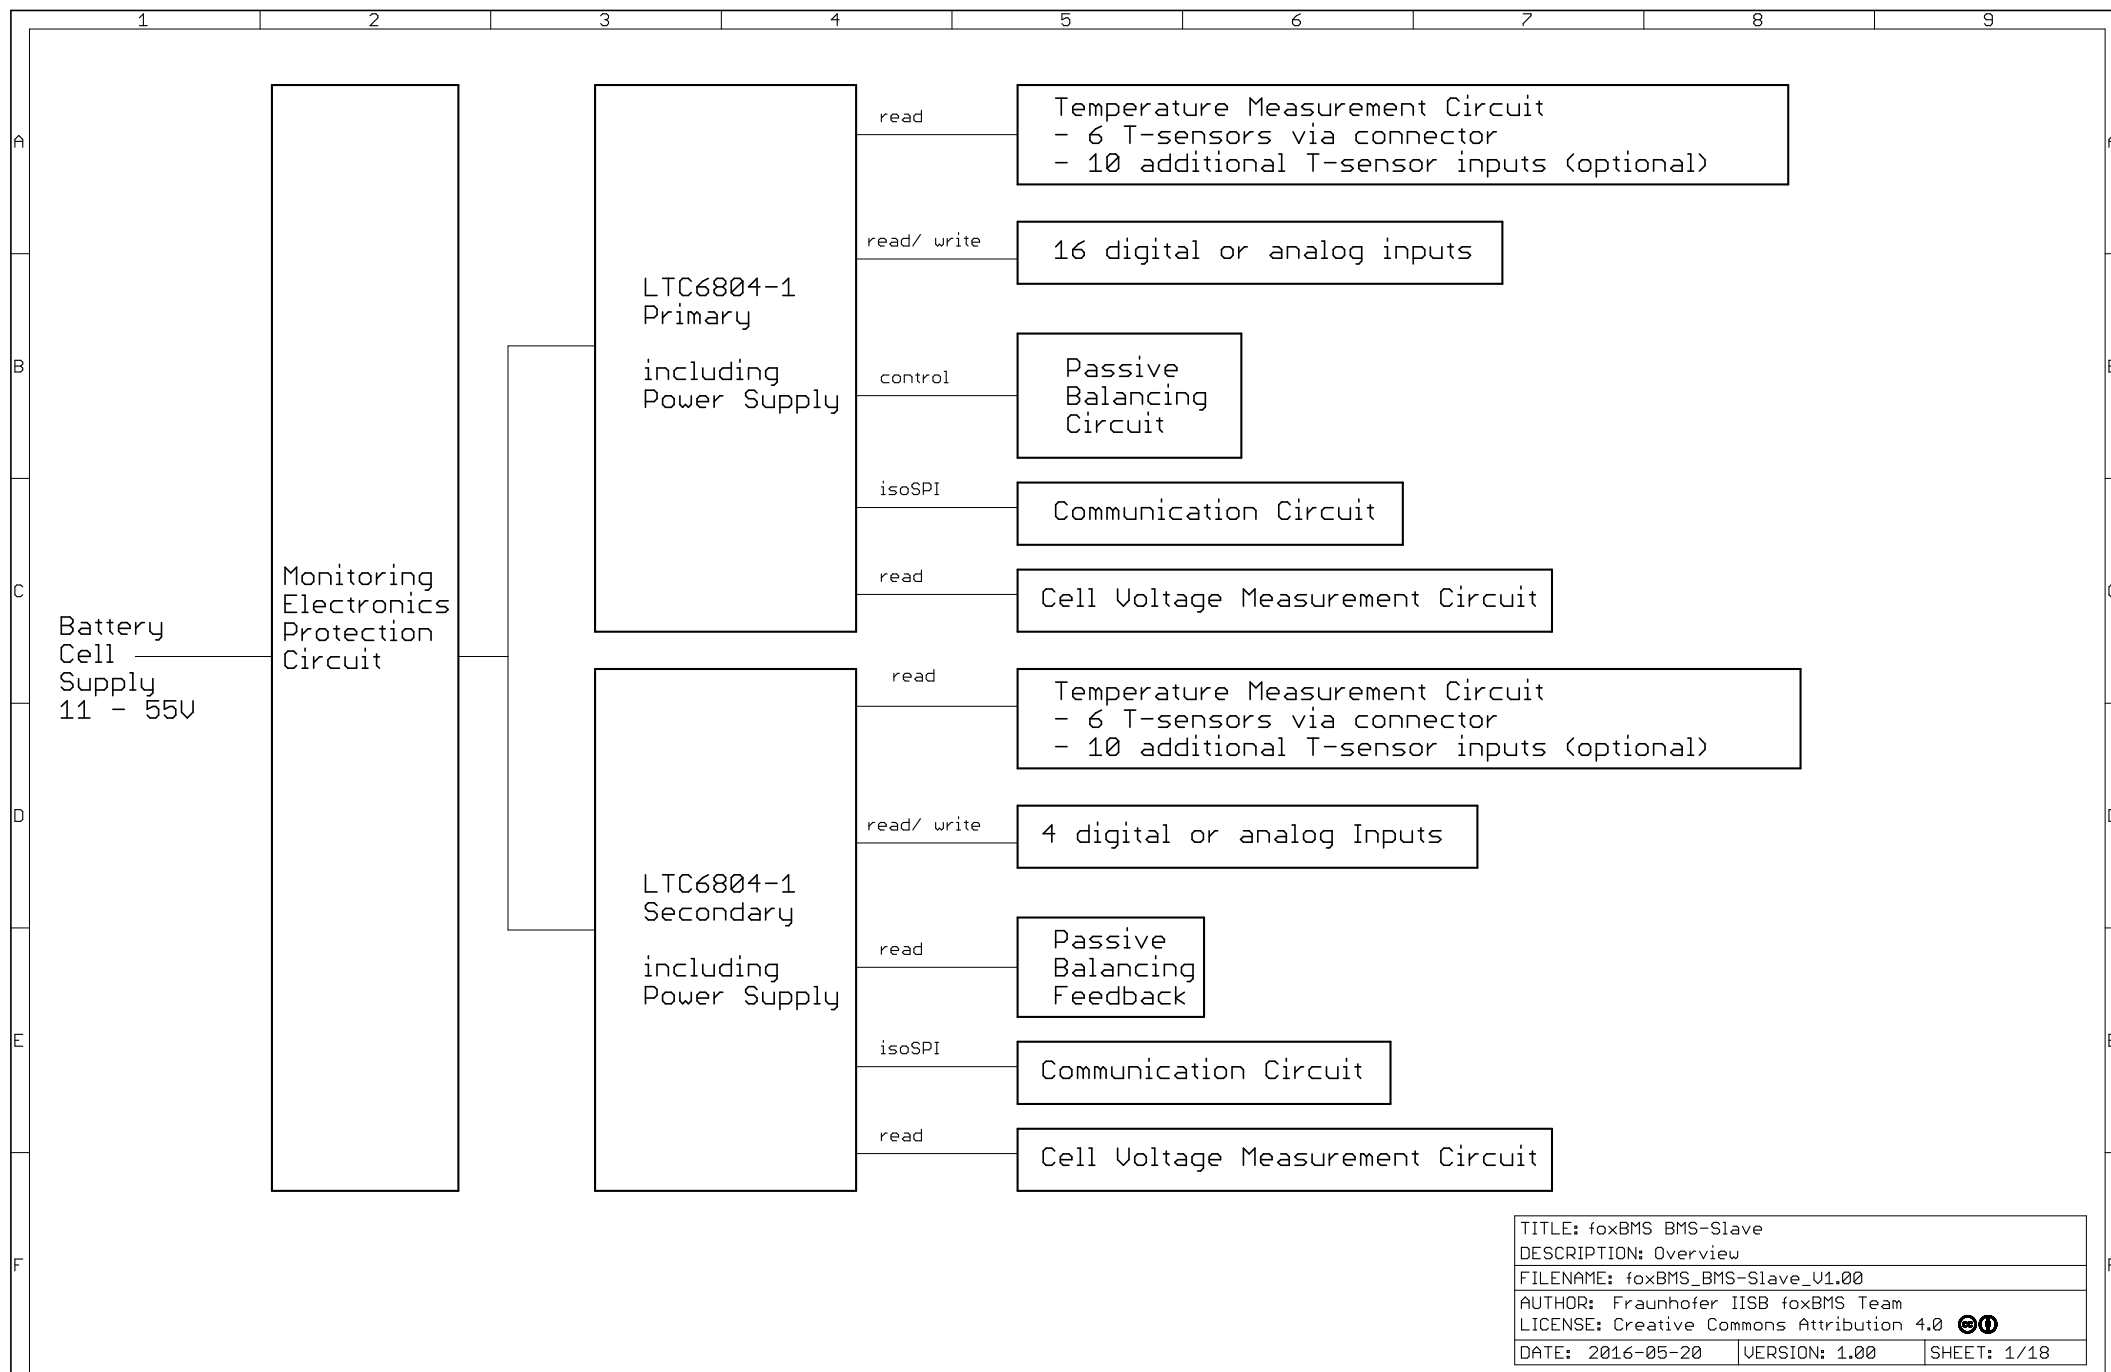 1 2 3 4 5 6 7 8 9
A
B
C
D
E
F
Battery
Cell
Supply
11 - 55V
Monitoring
Electronics
Protection
Circuit
LTC6804-1
Primary
including
Power Supply
read
Temperature Measurement Circuit
- 6 T-sensors via connector
- 10 additional T-sensor inputs (optional)
read/ write
16 digital or analog inputs
control
Passive
Balancing
Circuit
isoSPI
Communication Circuit
read
Cell Voltage Measurement Circuit
LTC6804-1
Secondary
including
Power Supply
read
Temperature Measurement Circuit
- 6 T-sensors via connector
- 10 additional T-sensor inputs (optional)
read/ write
4 digital or analog Inputs
read
Passive
Balancing
Feedback
isoSPI
Communication Circuit
read
Cell Voltage Measurement Circuit
TITLE: foxBMS BMS-Slave
DESCRIPTION: Overview
FILENAME: foxBMS_BMS-Slave_V1.00
AUTHOR: Fraunhofer IISB foxBMS Team
LICENSE: Creative Commons Attribution 4.0 cc
DATE: 2016-05-20 VERSION: 1.00 SHEET: 1/18